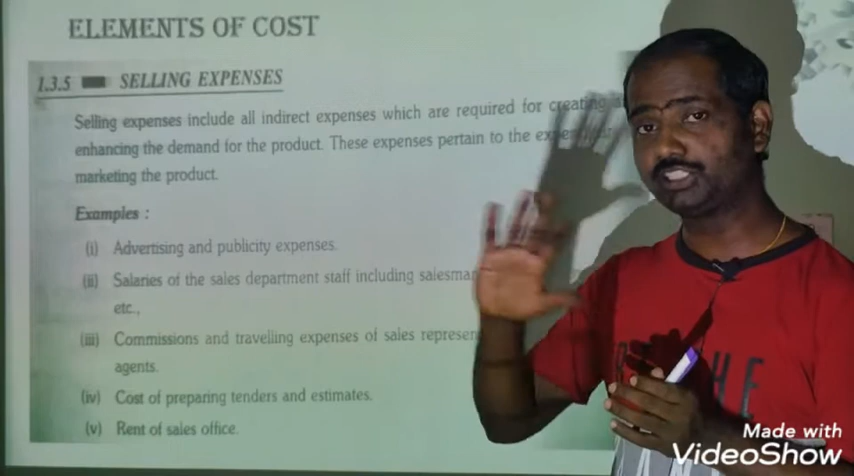 ELEMENTS OF COST
1.3.5 SELLING EXPENSES
Selling expenses include all indirect expenses which are required for creating
enhancing the demand for the product. These expenses pertain to the
marketing the product.
Examples :
(i) Advertising and publicity expenses.
(ii) Salaries of the sales department staff including
etc.,
(iii) Commissions and travelling expenses of sales
agents.
(iv) Cost of preparing tenders and estimates.
(v) Rent of sales office.
Made with
VideoShow